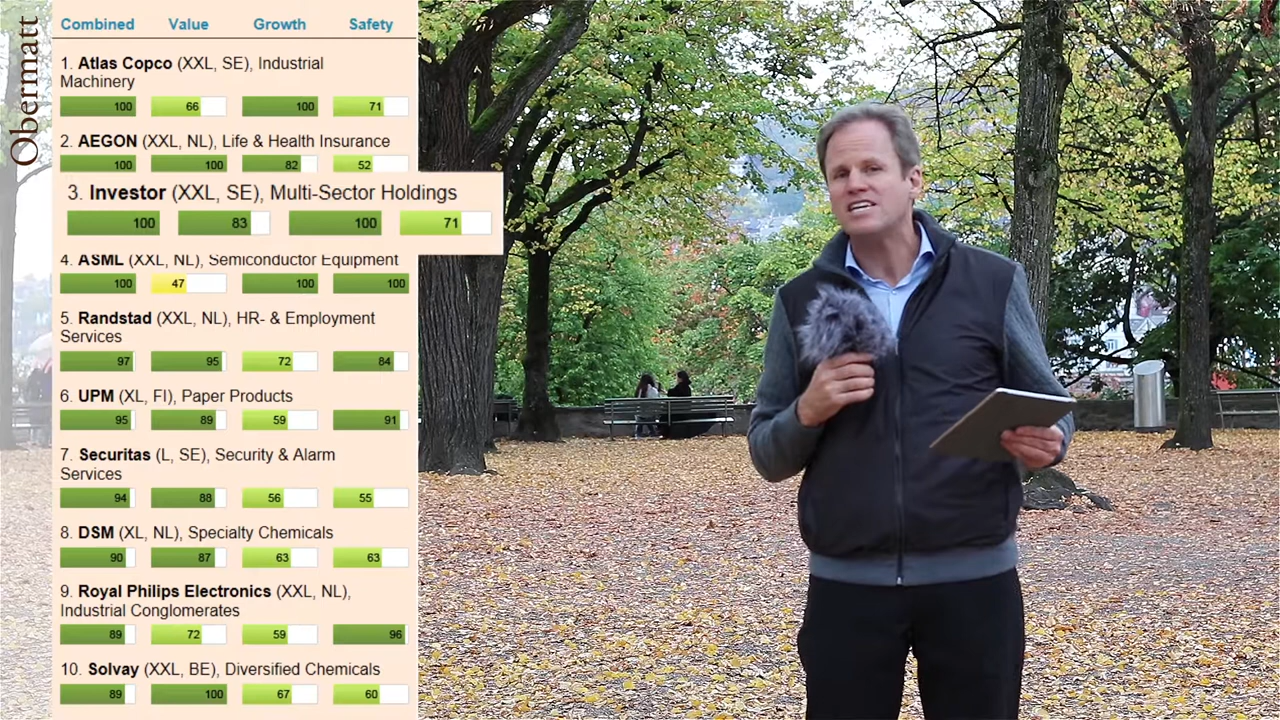 Obermatt
Combined Value Growth Safety
1. Atlas Copco (XXL, SE), Industrial
Machinery
100 66 100 71
2. AEGON (XXL, NL), Life & Health Insurance
100 100 82 52
3. Investor (XXL, SE), Multi-Sector Holdings
100 83 100 71
4. ASML (XXL, NL), Semiconductor Equipment
100 47 100 100
5. Randstad (XXL, NL), HR- & Employment
Services
97 95 72 84
6. UPM (XL, FI), Paper Products
95 89 59 91
7. Securitas (L, SE), Security & Alarm
Services
94 88 56 55
8. DSM (XL, NL), Specialty Chemicals
90 87 63 63
9. Royal Philips Electronics (XXL, NL),
Industrial Conglomerates
89 72 59 96
10. Solvay (XXL, BE), Diversified Chemicals
89 100 67 60